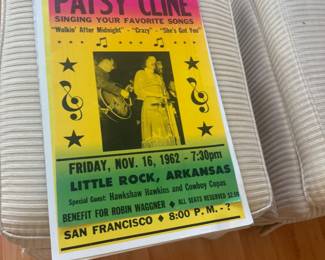 PATSY CLINE
SINGING YOUR FAVORITE SONGS
"Walkin' After Midnight" - "Crazy" - "She's Got You"
FRIDAY, NOV. 16, 1962 - 7:30pm
LITTLE ROCK, ARKANSAS
Special Guest: Hawkshaw Hawkins and Cowboy Copas
BENEFIT FOR ROBIN WAGGNER ♦ ALL SEATS RESERVED $2.50
SAN FRANCISCO ♦ 8:00 P.M. - ?